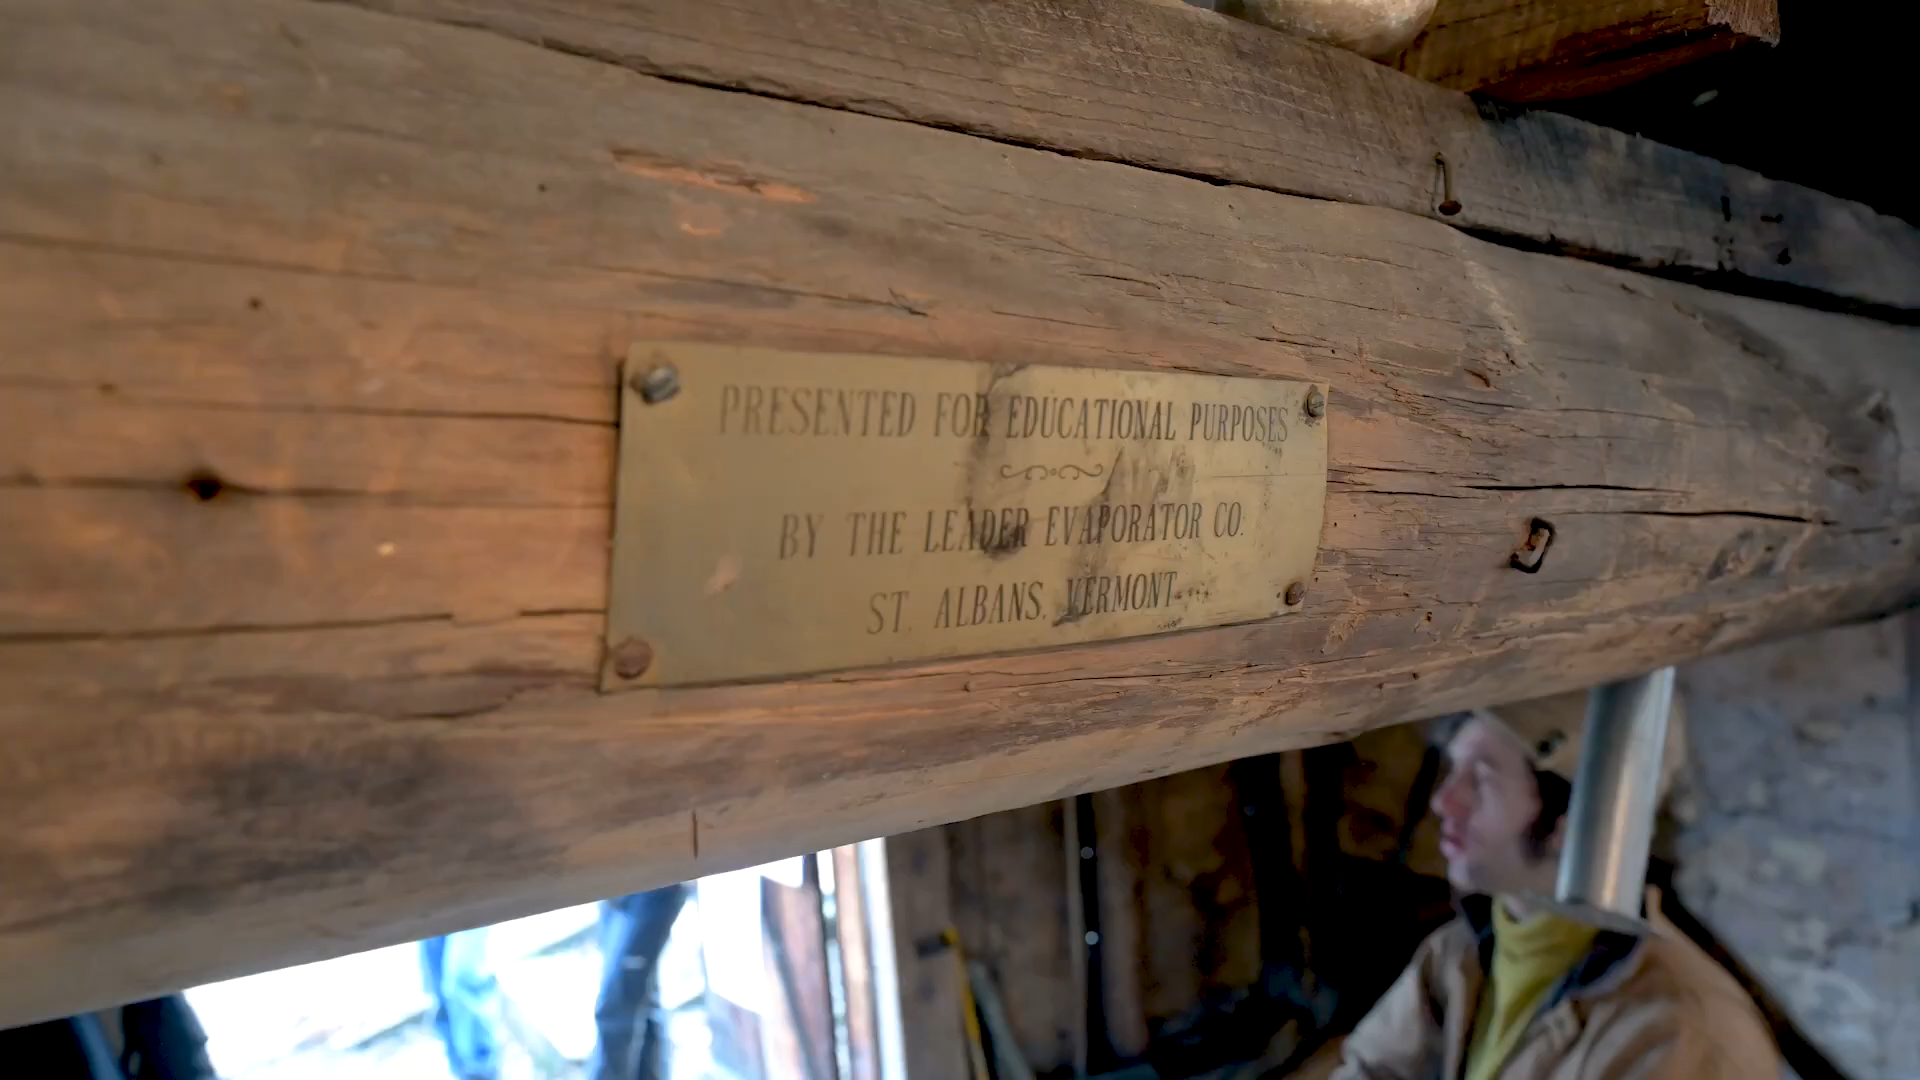 PRESENTED FOR EDUCATIONAL PURPOSES
BY THE LEADER EVAPORATOR CO.
ST. ALBANS, VERMONT